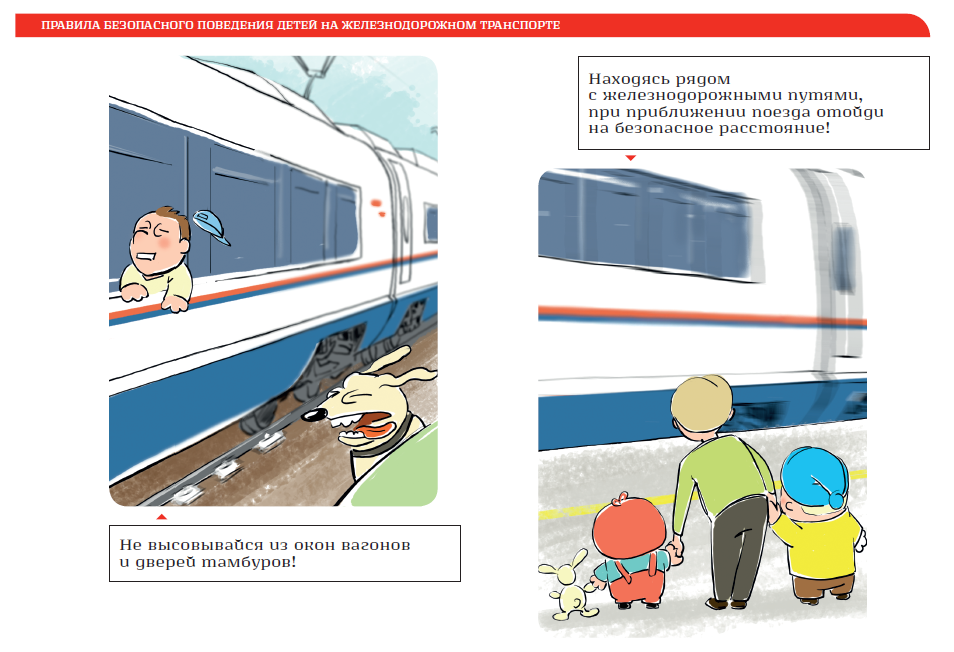 ПРАВИЛА БЕЗОПАСНОГО ПОВЕДЕНИЯ ДЕТЕЙ НА ЖЕЛЕЗНОДОРОЖНОМ ТРАНСПОРТЕ
Находясь рядом
с железнодорожными путями,
при приближении поезда отойди
на безопасное расстояние!
Не высовывайся из окон вагонов
и дверей тамбуров!